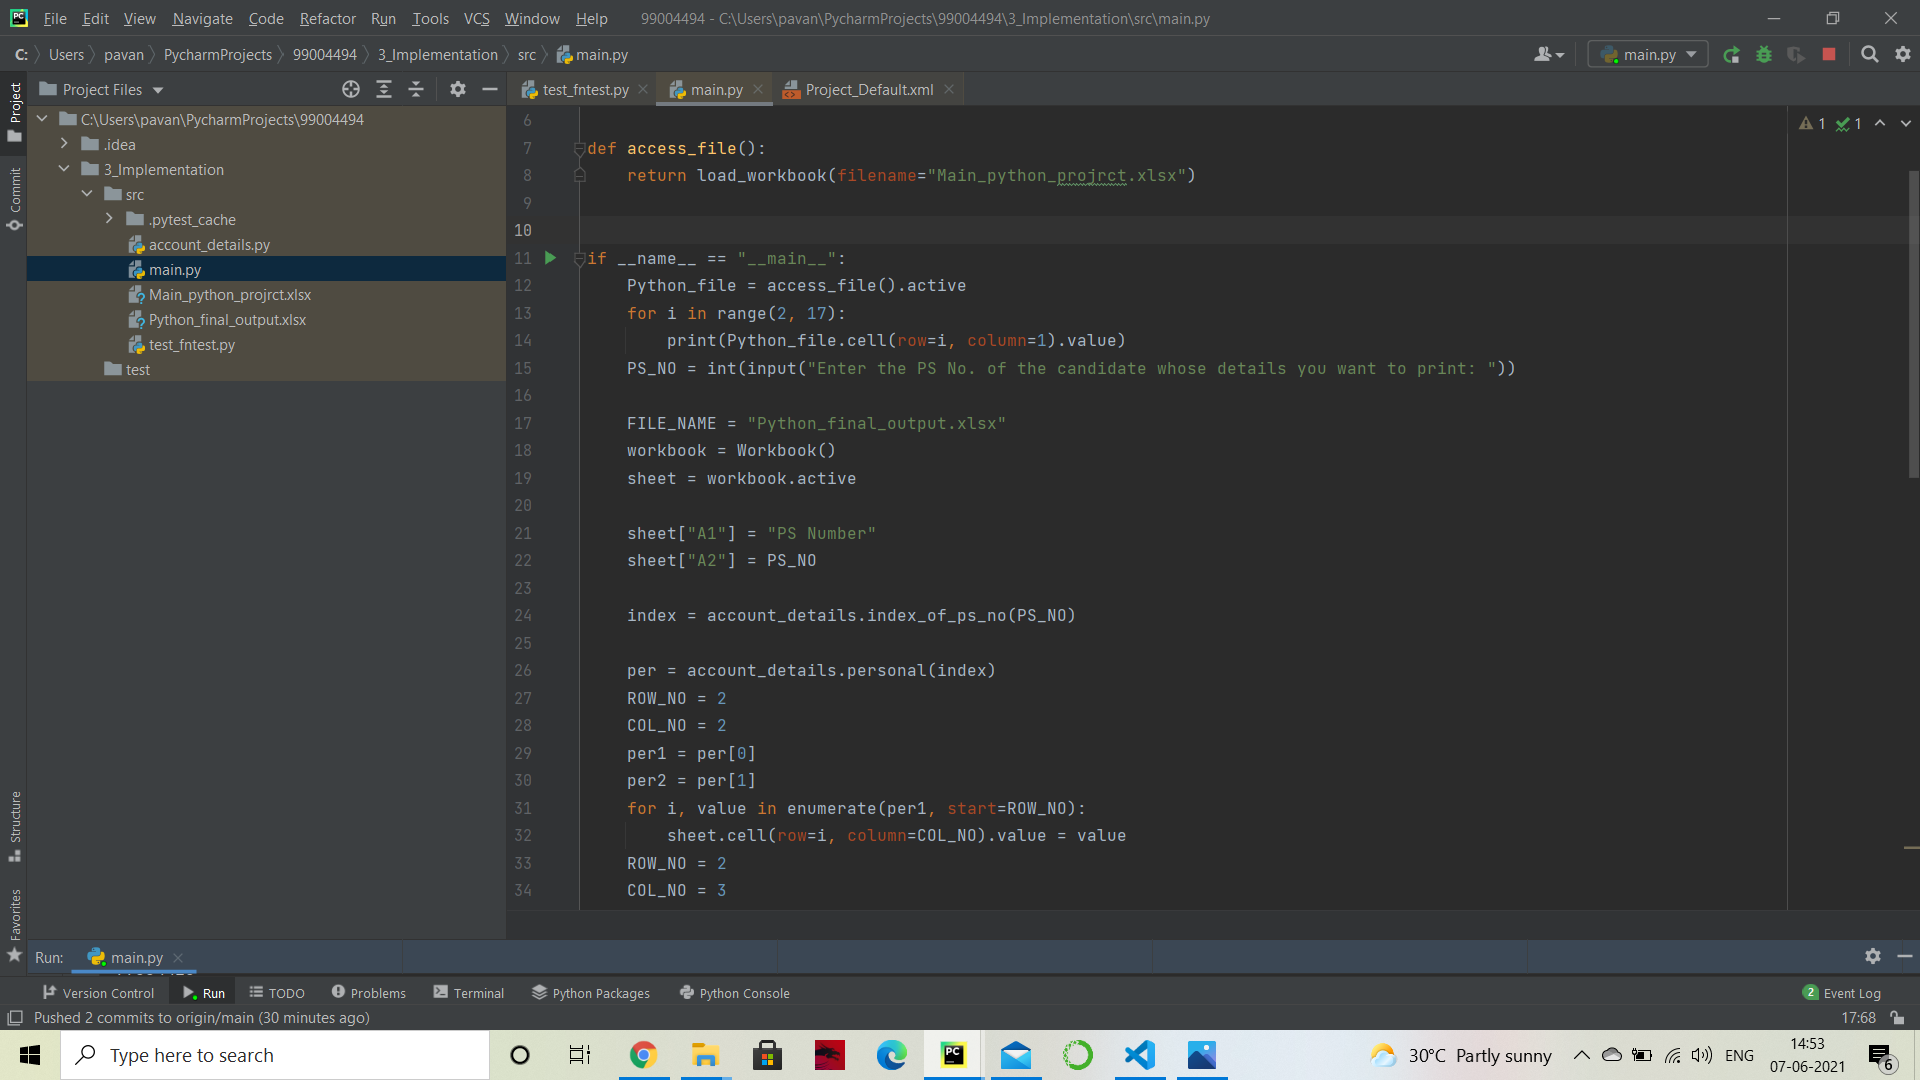 PC File Edit View Navigate Code Refactor Run Tools VCS Window Help 99004494 - C:\Users\pavan\PycharmProjects\99004494\3_Implementation\src\main.py
C: Users pavan PycharmProjects 99004494 3_Implementation src main.py main.py
Project Files
test_fntest.py main.py Project_Default.xml
Project
Commit
Structure
Favorites
C:\Users\pavan\PycharmProjects\99004494
.idea
3_Implementation
src
.pytest_cache
account_details.py
main.py
Main_python_projrct.xlsx
Python_final_output.xlsx
test_fntest.py
test
1 1
6
7 def access_file():
8 return load_workbook(filename="Main_python_projrct.xlsx")
9
10
11 if __name__ == "__main__":
12 Python_file = access_file().active
13 for i in range(2, 17):
14 print(Python_file.cell(row=i, column=1).value)
15 PS_NO = int(input("Enter the PS No. of the candidate whose details you want to print: "))
16
17 FILE_NAME = "Python_final_output.xlsx"
18 workbook = Workbook()
19 sheet = workbook.active
20
21 sheet["A1"] = "PS Number"
22 sheet["A2"] = PS_NO
23
24 index = account_details.index_of_ps_no(PS_NO)
25
26 per = account_details.personal(index)
27 ROW_NO = 2
28 COL_NO = 2
29 per1 = per[0]
30 per2 = per[1]
31 for i, value in enumerate(per1, start=ROW_NO):
32 sheet.cell(row=i, column=COL_NO).value = value
33 ROW_NO = 2
34 COL_NO = 3
Run: main.py
Version Control Run TODO Problems Terminal Python Packages Python Console 2 Event Log
Pushed 2 commits to origin/main (30 minutes ago) 17:68
Type here to search
PC
30°C Partly sunny
ENG
14:53
07-06-2021
6